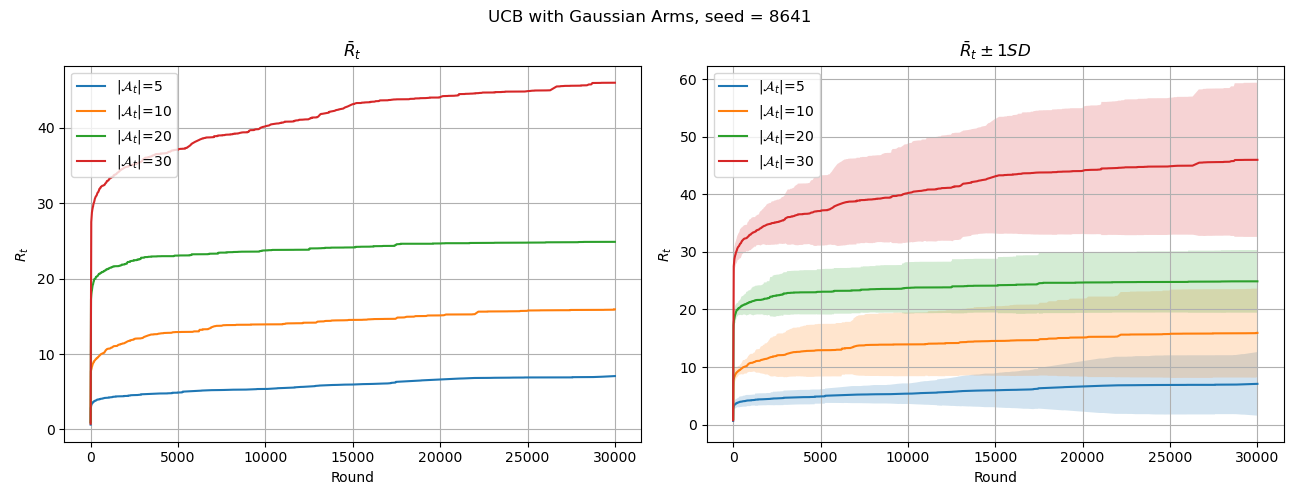 UCB with Gaussian Arms, seed = 8641
R̄ₜ
|𝒜ₜ|=5
|𝒜ₜ|=10
|𝒜ₜ|=20
|𝒜ₜ|=30
40
30
20
10
0
Rₜ
0 5000 10000 15000 20000 25000 30000
Round
R̄ₜ ± 1SD
|𝒜ₜ|=5
|𝒜ₜ|=10
|𝒜ₜ|=20
|𝒜ₜ|=30
60
50
40
30
20
10
0
Rₜ
0 5000 10000 15000 20000 25000 30000
Round